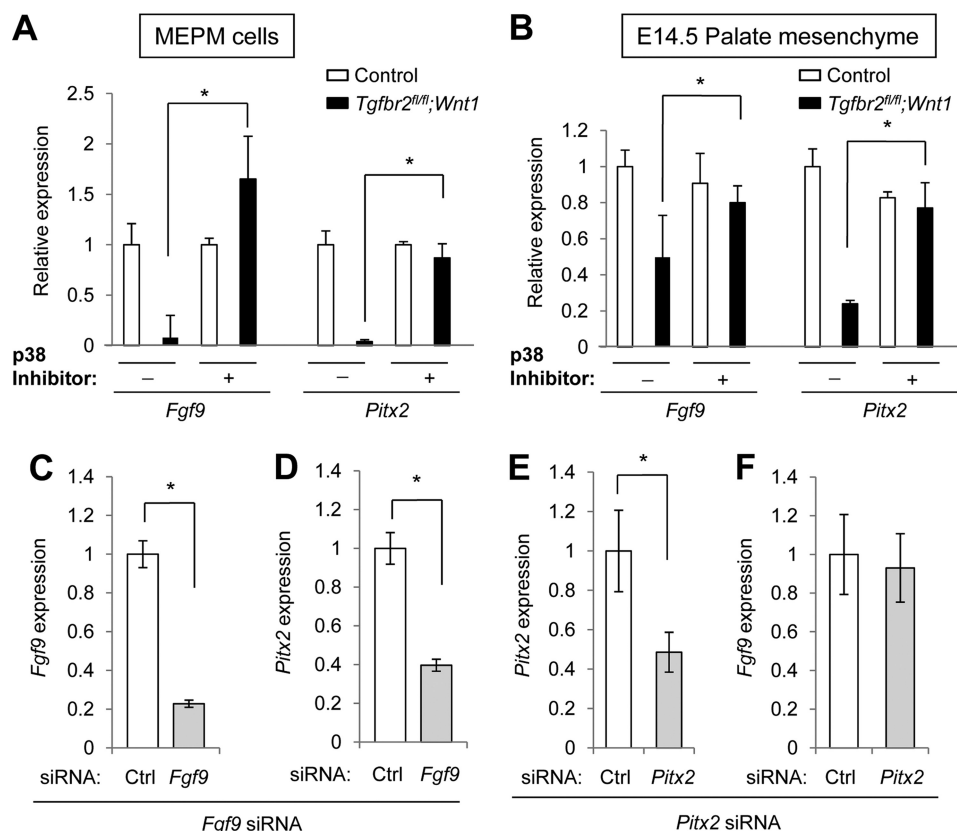 A
MEPM cells
Control
Tgfbr2fl/fl;Wnt1
Relative expression
2.5
2
1.5
1
0.5
0
*
*
p38
Inhibitor:
– + – +
Fgf9 Pitx2
B
E14.5 Palate mesenchyme
Control
Tgfbr2fl/fl;Wnt1
Relative expression
1.2
1
0.8
0.6
0.4
0.2
0
*
*
p38
Inhibitor:
– + – +
Fgf9 Pitx2
C
Fgf9 expression
1.4
1.2
1
0.8
0.6
0.4
0.2
0
*
siRNA: Ctrl Fgf9
D
Pitx2 expression
1.4
1.2
1
0.8
0.6
0.4
0.2
0
*
siRNA: Ctrl Fgf9
Fgf9 siRNA
E
Pitx2 expression
1.4
1.2
1
0.8
0.6
0.4
0.2
0
*
siRNA: Ctrl Pitx2
F
Fgf9 expression
1.4
1.2
1
0.8
0.6
0.4
0.2
0
siRNA: Ctrl Pitx2
Pitx2 siRNA